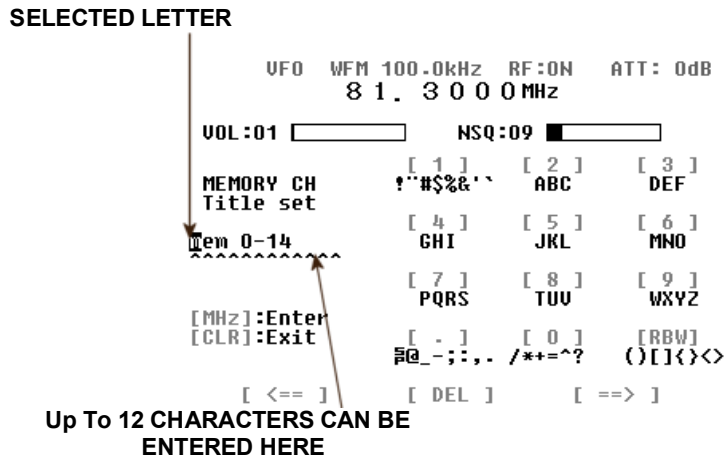 SELECTED LETTER
VFO WFM 100.0kHz RF:ON ATT: 0dB
81.3000MHz
VOL:01 NSQ:09
[ 1 ] [ 2 ] [ 3 ]
MEMORY CH !¨#$%&'` ABC DEF
Title set
[ 4 ] [ 5 ] [ 6 ]
mem 0-14 GHI JKL MNO
^^^^^^^^^^^^
[ 7 ] [ 8 ] [ 9 ]
PQRS TUV WXYZ
[MHz]:Enter
[CLR]:Exit [ . ] [ 0 ] [RBW]
@_-;:,. /*+=^? ()[]{}<>
[ <== ] [ DEL ] [ ==> ]
Up To 12 CHARACTERS CAN BE
ENTERED HERE